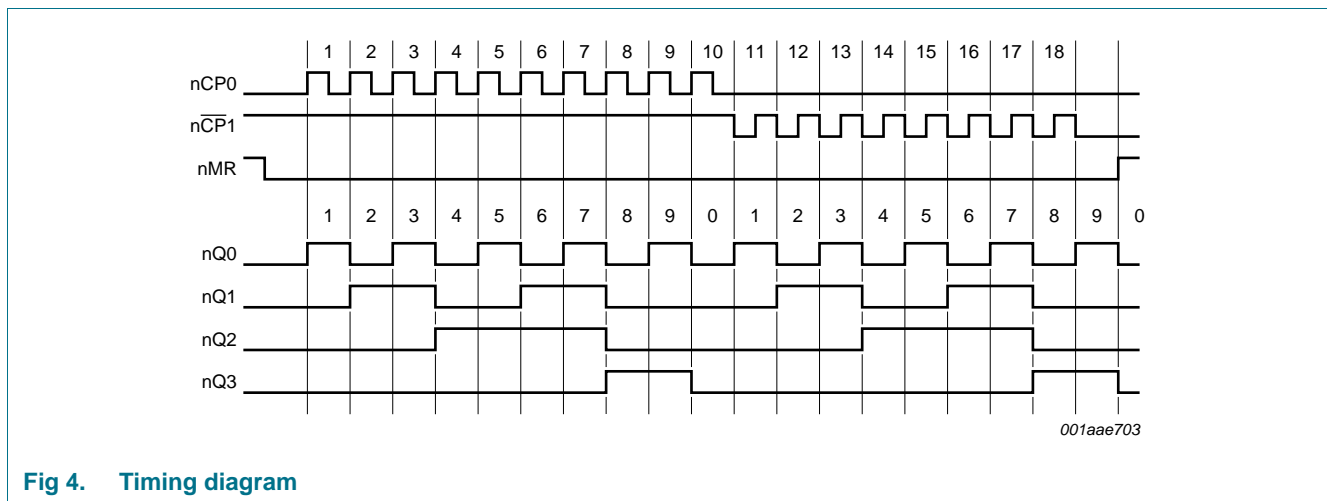 1 2 3 4 5 6 7 8 9 10 11 12 13 14 15 16 17 18
nCP0
nC̅P̅1
nMR
1 2 3 4 5 6 7 8 9 0 1 2 3 4 5 6 7 8 9 0
nQ0
nQ1
nQ2
nQ3
001aae703
Fig 4. Timing diagram